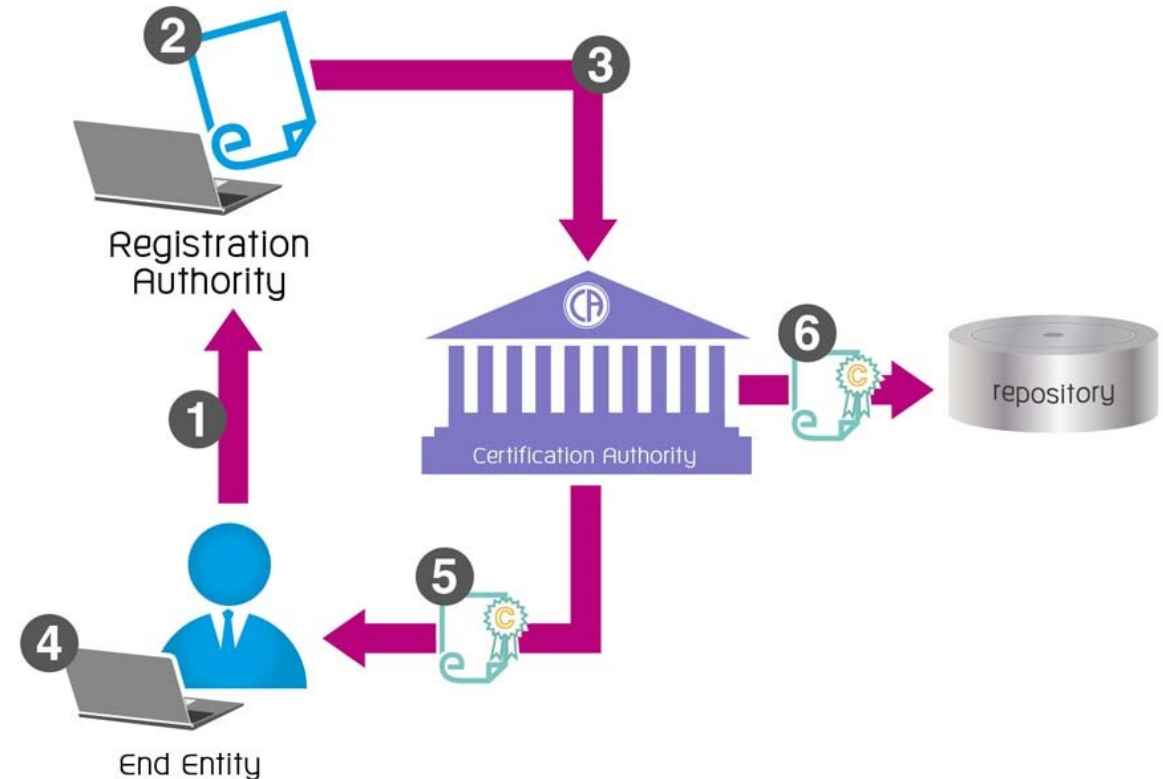 2
3
Registration
Authority
CA
6
C
repository
1
Certification Authority
5
C
4
End Entity